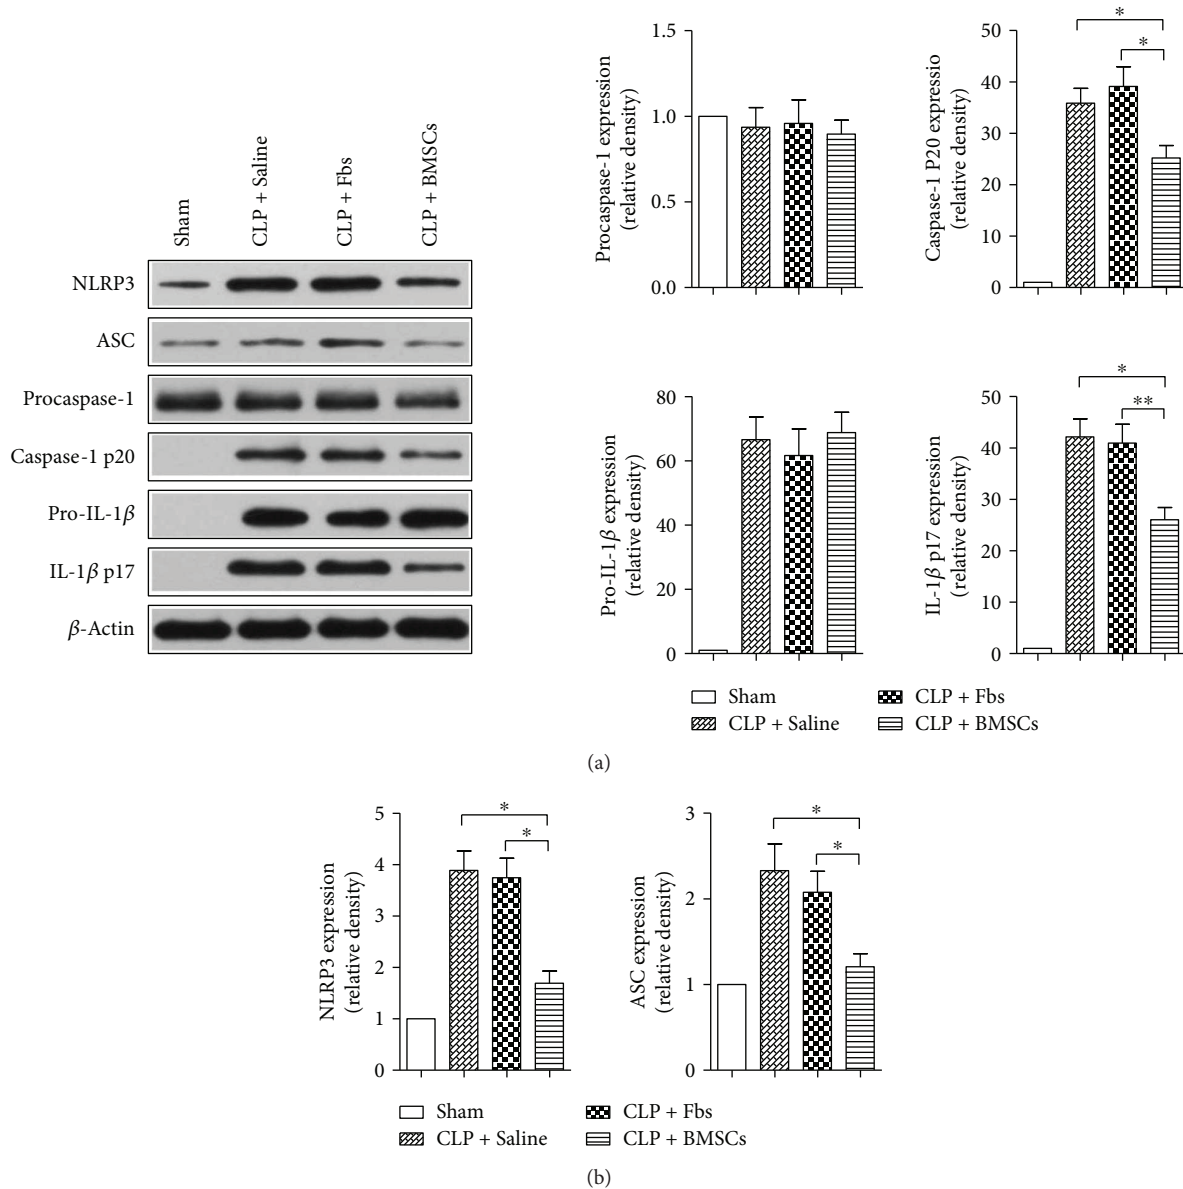 Sham
CLP + Saline
CLP + Fbs
CLP + BMSCs
NLRP3
ASC
Procaspase-1
Caspase-1 p20
Pro-IL-1β
IL-1β p17
β-Actin
Procaspase-1 expression
(relative density)
1.5
1.0
0.5
0.0
Caspase-1 P20 expressio
(relative density)
50
40
30
20
10
0
*
*
Pro-IL-1β expression
(relative density)
80
60
40
20
0
IL-1β p17 expression
(relative density)
50
40
30
20
10
0
*
**
Sham
CLP + Saline
CLP + Fbs
CLP + BMSCs
(a)
NLRP3 expression
(relative density)
5
4
3
2
1
0
*
*
ASC expression
(relative density)
3
2
1
0
*
*
Sham
CLP + Saline
CLP + Fbs
CLP + BMSCs
(b)